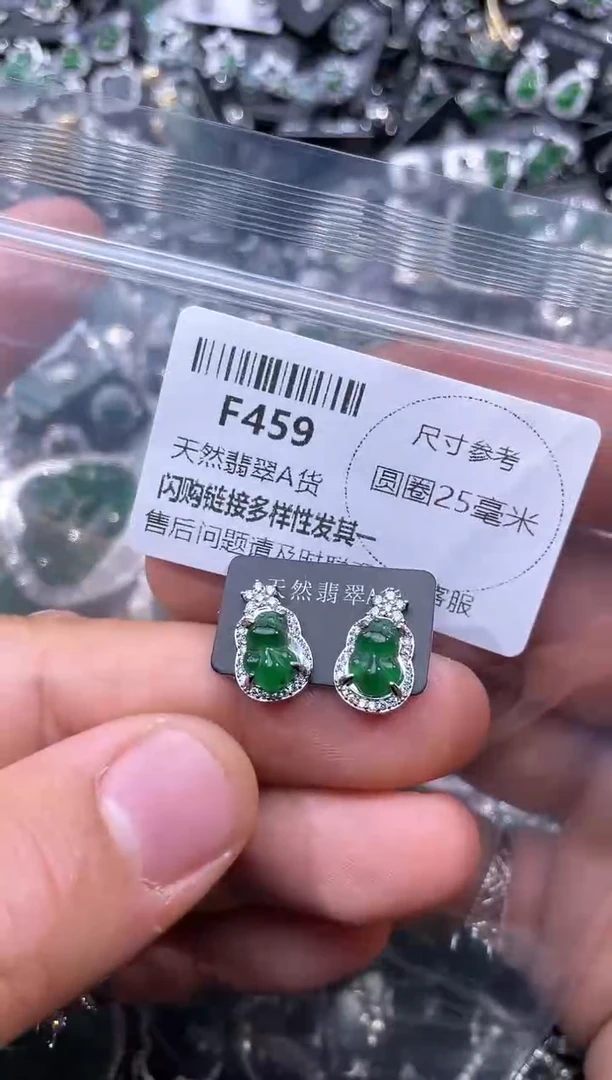 F459
天然翡翠A货
闪购链接多样性发其一
售后问题请及时联
客服
尺寸参考
圆圈25毫米
天然翡翠A